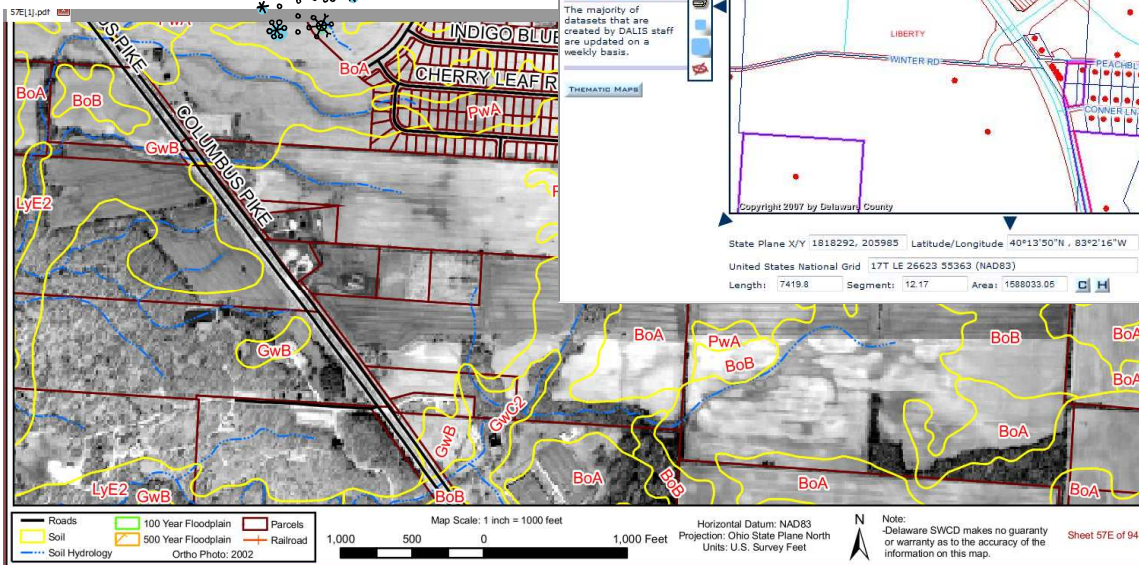 57E[1].pdf
US PIKE
INDIGO BLUE
BoA
CHERRY LEAF R
BoA
BoB
PwA
COLUMBUS PIKE
GwB
LyE2
GwB
BoA
PwA
BoB
BoB
BoA
BoA
GwC2
GwB
BoA
BoB
BoA
BoA
LyE2
GwB
BoB
BoA
The majority of
datasets that are
created by DALIS staff
are updated on a
weekly basis.
THEMATIC MAPS
LIBERTY
WINTER RD
PEACHBL
CONNER LN
Copyright 2007 by Delaware County
State Plane X/Y 1818292, 205985 Latitude/Longitude 40°13'50"N , 83°2'16"W
United States National Grid 17T LE 26623 55363 (NAD83)
Length: 7419.8 Segment: 12.17 Area: 1588033.05 C H
Roads 100 Year Floodplain Parcels
Soil 500 Year Floodplain Railroad
Soil Hydrology Ortho Photo: 2002
Map Scale: 1 inch = 1000 feet
1,000 500 0 1,000 Feet
Horizontal Datum: NAD83
Projection: Ohio State Plane North
Units: U.S. Survey Feet
N
Note:
-Delaware SWCD makes no guaranty
or warranty as to the accuracy of the
information on this map.
Sheet 57E of 94